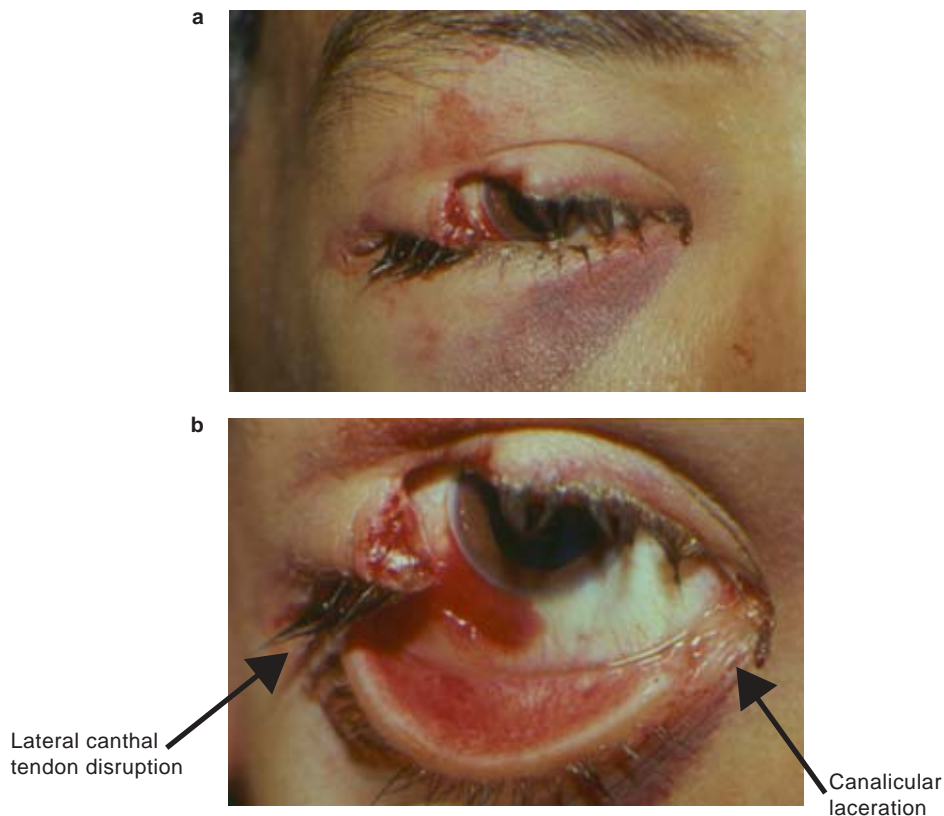 a
b
Lateral canthal
tendon disruption
Canalicular
laceration